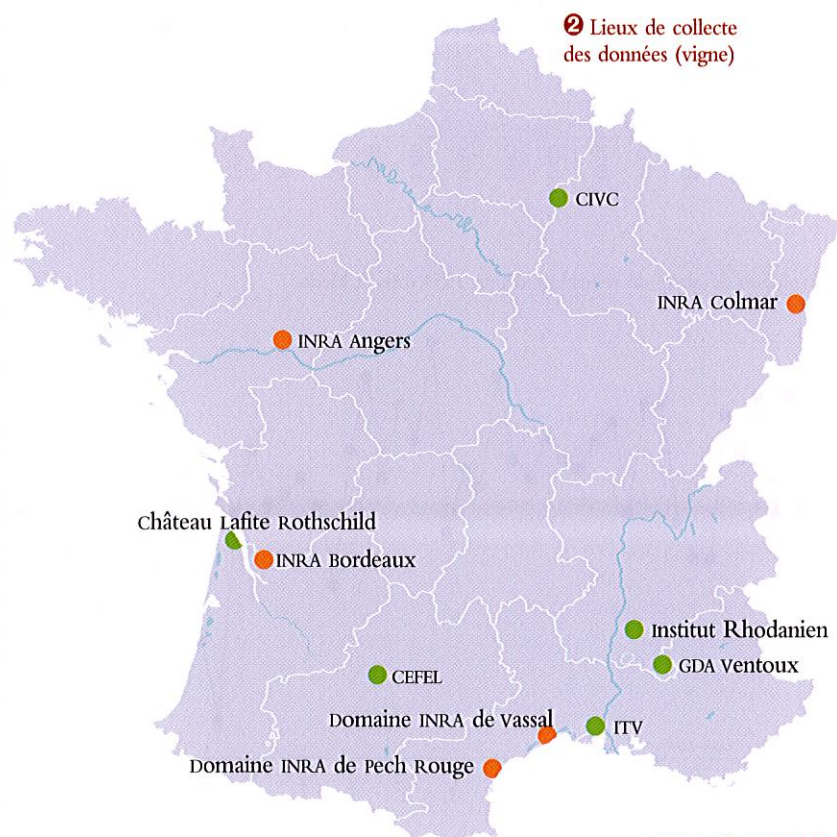 ❷ Lieux de collecte
des données (vigne)
CIVC
INRA Colmar
INRA Angers
Château Lafite Rothschild
INRA Bordeaux
Institut Rhodanien
GDA Ventoux
CEFEL
Domaine INRA de Vassal
ITV
Domaine INRA de Pech Rouge